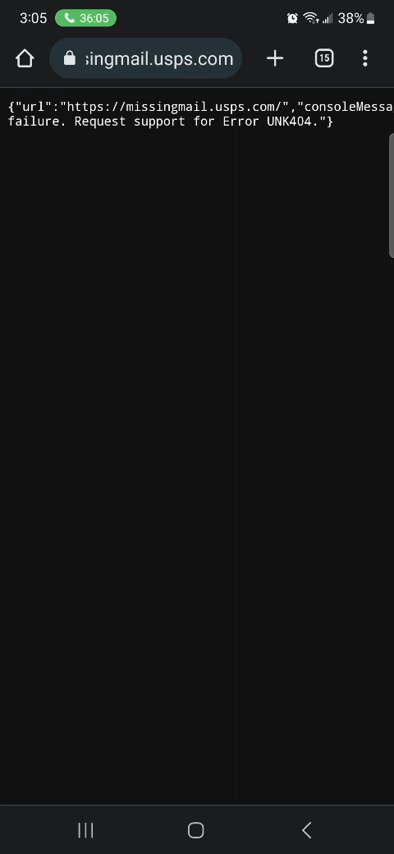 3:05 36:05 38%
singmail.usps.com 15
{"url":"https://missingmail.usps.com/","consoleMessa
failure. Request support for Error UNK404."}